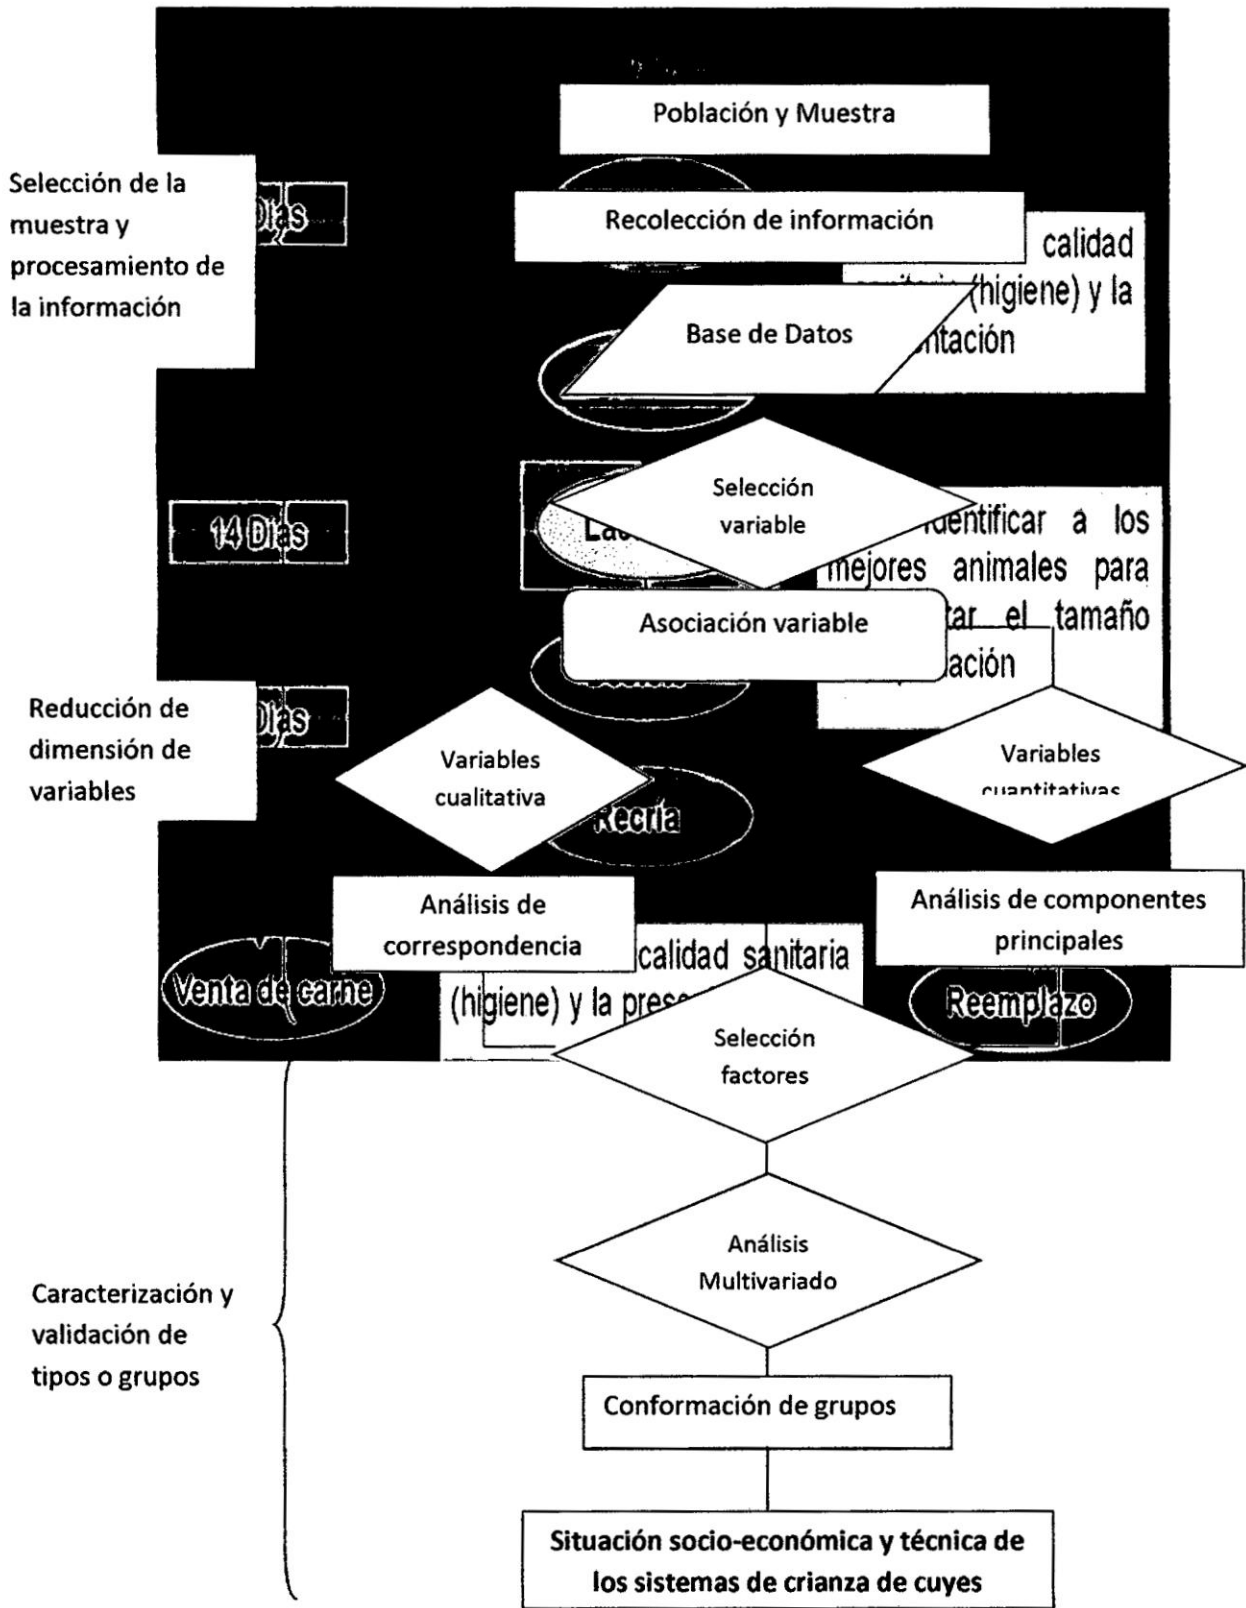 Población y Muestra
Selección de la
muestra y
procesamiento de
la información
Días
Recolección de información
calidad
(higiene) y la
Base de Datos
Selección
variable
14 Días
identificar a los
mejores animales para
el tamaño
Asociación variable
Reducción de
dimensión de
variables
Días
Variables
cualitativa
Variables
cuantitativas
Recría
Análisis de
correspondencia
Análisis de componentes
principales
calidad sanitaria
(higiene) y la
Venta de carne
Reemplazo
Selección
factores
Análisis
Multivariado
Caracterización y
validación de
tipos o grupos
Conformación de grupos
Situación socio-económica y técnica de
los sistemas de crianza de cuyes